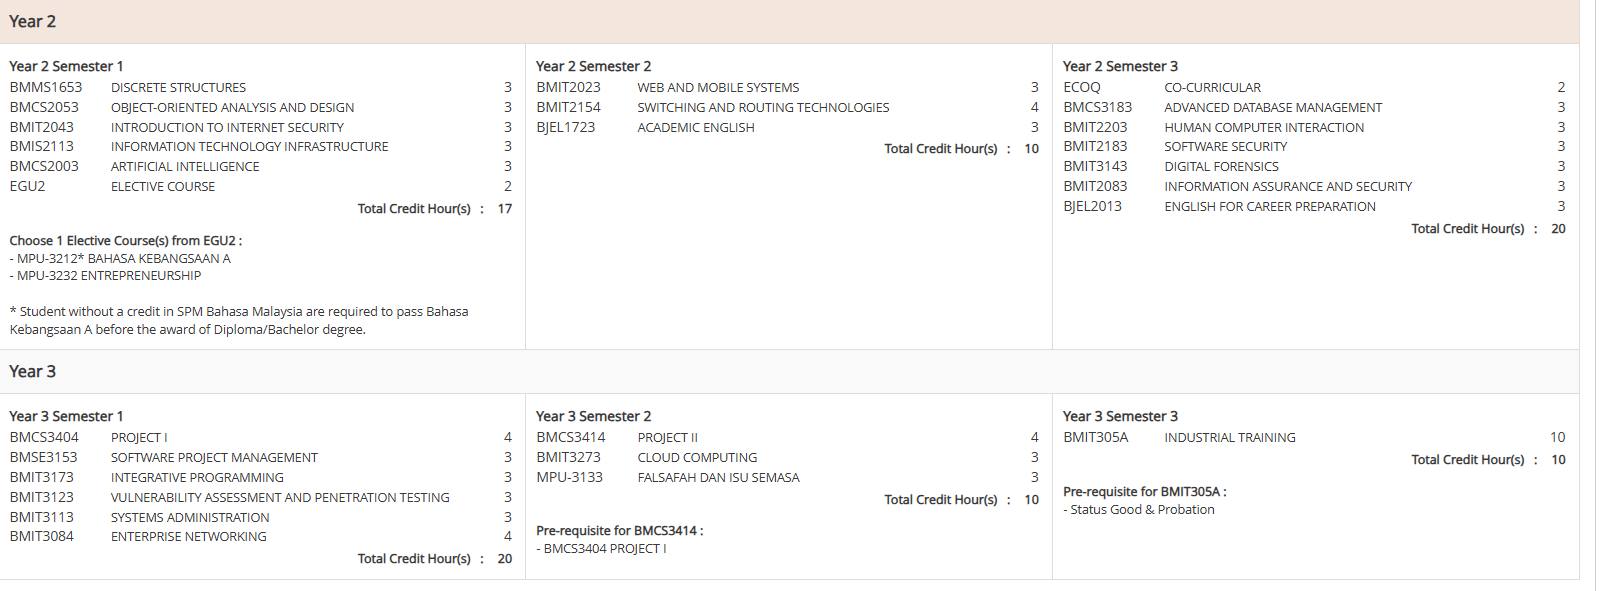 Year 2
Year 2 Semester 1
BMMS1653 DISCRETE STRUCTURES 3
BMCS2053 OBJECT-ORIENTED ANALYSIS AND DESIGN 3
BMIT2043 INTRODUCTION TO INTERNET SECURITY 3
BMIS2113 INFORMATION TECHNOLOGY INFRASTRUCTURE 3
BMCS2003 ARTIFICIAL INTELLIGENCE 3
EGU2 ELECTIVE COURSE 2
Total Credit Hour(s) : 17
Choose 1 Elective Course(s) from EGU2 :
- MPU-3212* BAHASA KEBANGSAAN A
- MPU-3232 ENTREPRENEURSHIP
* Student without a credit in SPM Bahasa Malaysia are required to pass Bahasa
Kebangsaan A before the award of Diploma/Bachelor degree.
Year 2 Semester 2
BMIT2023 WEB AND MOBILE SYSTEMS 3
BMIT2154 SWITCHING AND ROUTING TECHNOLOGIES 4
BJEL1723 ACADEMIC ENGLISH 3
Total Credit Hour(s) : 10
Year 2 Semester 3
ECOQ CO-CURRICULAR 2
BMCS3183 ADVANCED DATABASE MANAGEMENT 3
BMIT2203 HUMAN COMPUTER INTERACTION 3
BMIT2183 SOFTWARE SECURITY 3
BMIT3143 DIGITAL FORENSICS 3
BMIT2083 INFORMATION ASSURANCE AND SECURITY 3
BJEL2013 ENGLISH FOR CAREER PREPARATION 3
Total Credit Hour(s) : 20
Year 3
Year 3 Semester 1
BMCS3404 PROJECT I 4
BMSE3153 SOFTWARE PROJECT MANAGEMENT 3
BMIT3173 INTEGRATIVE PROGRAMMING 3
BMIT3123 VULNERABILITY ASSESSMENT AND PENETRATION TESTING 3
BMIT3113 SYSTEMS ADMINISTRATION 3
BMIT3084 ENTERPRISE NETWORKING 4
Total Credit Hour(s) : 20
Year 3 Semester 2
BMCS3414 PROJECT II 4
BMIT3273 CLOUD COMPUTING 3
MPU-3133 FALSAFAH DAN ISU SEMASA 3
Total Credit Hour(s) : 10
Pre-requisite for BMCS3414 :
- BMCS3404 PROJECT I
Year 3 Semester 3
BMIT305A INDUSTRIAL TRAINING 10
Total Credit Hour(s) : 10
Pre-requisite for BMIT305A :
- Status Good & Probation